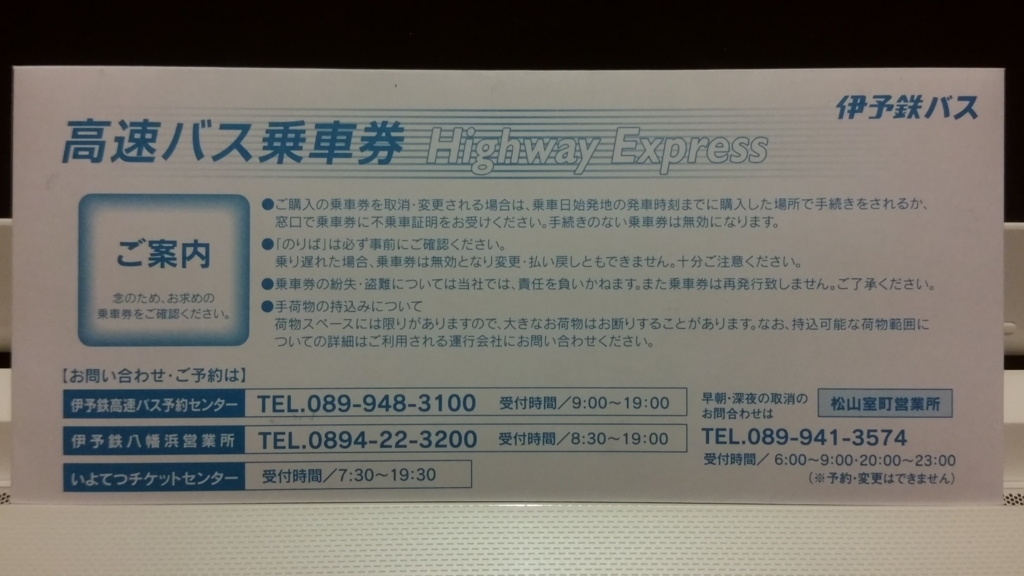 伊予鉄バス
高速バス乗車券 Highway Express
ご案内
念のため、お求めの
乗車券をご確認ください。
●ご購入の乗車券を取消・変更される場合は、乗車日始発地の発車時刻までに購入した場所で手続きをされるか、
窓口で乗車券に不乗車証明をお受けください。手続きのない乗車券は無効になります。
●「のりば」は必ず事前にご確認ください。
乗り遅れた場合、乗車券は無効となり変更・払い戻しともできません。十分ご注意ください。
●乗車券の紛失・盗難については当社では、責任を負いかねます。また乗車券は再発行致しません。ご了承ください。
●手荷物の持込みについて
荷物スペースには限りがありますので、大きなお荷物はお断りすることがあります。なお、持込可能な荷物範囲に
ついての詳細はご利用される運行会社にお問い合わせください。
【お問い合わせ・ご予約は】
伊予鉄高速バス予約センター TEL.089-948-3100 受付時間/9:00～19:00
伊予鉄八幡浜営業所 TEL.0894-22-3200 受付時間/8:30～19:00
いよてつチケットセンター 受付時間/7:30～19:30
早朝・深夜の取消の
お問合わせは 松山室町営業所
TEL.089-941-3574
受付時間/ 6:00～9:00・20:00～23:00
(※予約・変更はできません)